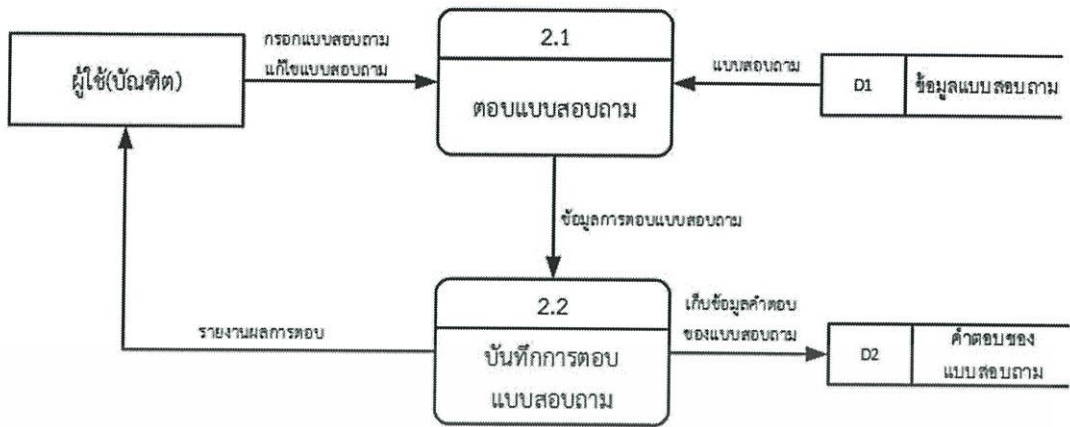 กรอกแบบสอบถาม
แก้ไขแบบสอบถาม
ผู้ใช้(บัณฑิต)
2.1
ตอบแบบสอบถาม
แบบสอบถาม
D1
ข้อมูลแบบสอบถาม
ข้อมูลการตอบแบบสอบถาม
รายงานผลการตอบ
2.2
บันทึกการตอบ
แบบสอบถาม
เก็บข้อมูลคำตอบ
ของแบบสอบถาม
D2
คำตอบของ
แบบสอบถาม